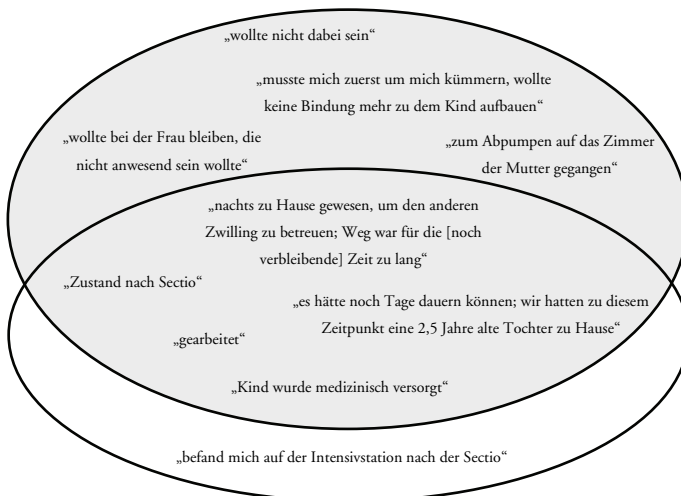 „wollte nicht dabei sein“
„musste mich zuerst um mich kümmern, wollte
keine Bindung mehr zu dem Kind aufbauen“
„wollte bei der Frau bleiben, die
nicht anwesend sein wollte“
„zum Abpumpen auf das Zimmer
der Mutter gegangen“
„nachts zu Hause gewesen, um den anderen
Zwilling zu betreuen; Weg war für die [noch
verbleibende] Zeit zu lang“
„Zustand nach Sectio“
„es hätte noch Tage dauern können; wir hatten zu diesem
Zeitpunkt eine 2,5 Jahre alte Tochter zu Hause“
„gearbeitet“
„Kind wurde medizinisch versorgt“
„befand mich auf der Intensivstation nach der Sectio“